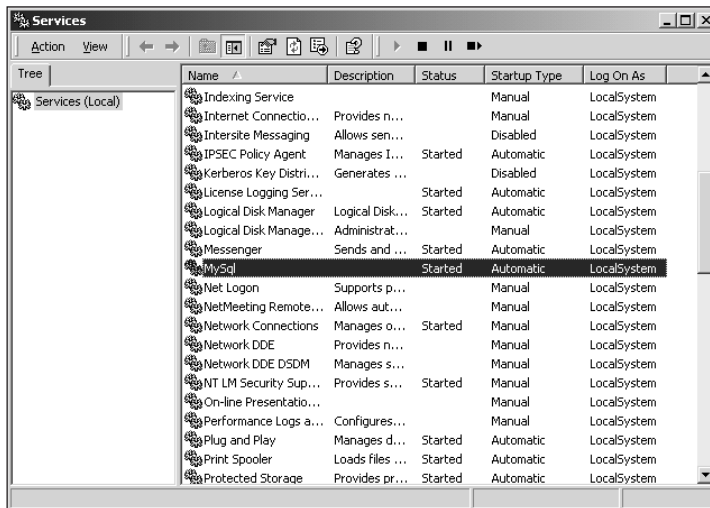 Services
Action View
Tree
Services (Local)
Name Description Status Startup Type Log On As
Indexing Service Manual LocalSystem
Internet Connectio... Provides n... Manual LocalSystem
Intersite Messaging Allows sen... Disabled LocalSystem
IPSEC Policy Agent Manages I... Started Automatic LocalSystem
Kerberos Key Distri... Generates ... Disabled LocalSystem
License Logging Ser... Started Automatic LocalSystem
Logical Disk Manager Logical Disk... Started Automatic LocalSystem
Logical Disk Manage... Administrat... Manual LocalSystem
Messenger Sends and ... Started Automatic LocalSystem
MySql Started Automatic LocalSystem
Net Logon Supports p... Manual LocalSystem
NetMeeting Remote... Allows aut... Manual LocalSystem
Network Connections Manages o... Started Manual LocalSystem
Network DDE Provides n... Manual LocalSystem
Network DDE DSDM Manages s... Manual LocalSystem
NT LM Security Sup... Provides s... Started Manual LocalSystem
On-line Presentatio... Manual LocalSystem
Performance Logs a... Configures... Manual LocalSystem
Plug and Play Manages d... Started Automatic LocalSystem
Print Spooler Loads files ... Started Automatic LocalSystem
Protected Storage Provides pr... Started Automatic LocalSystem